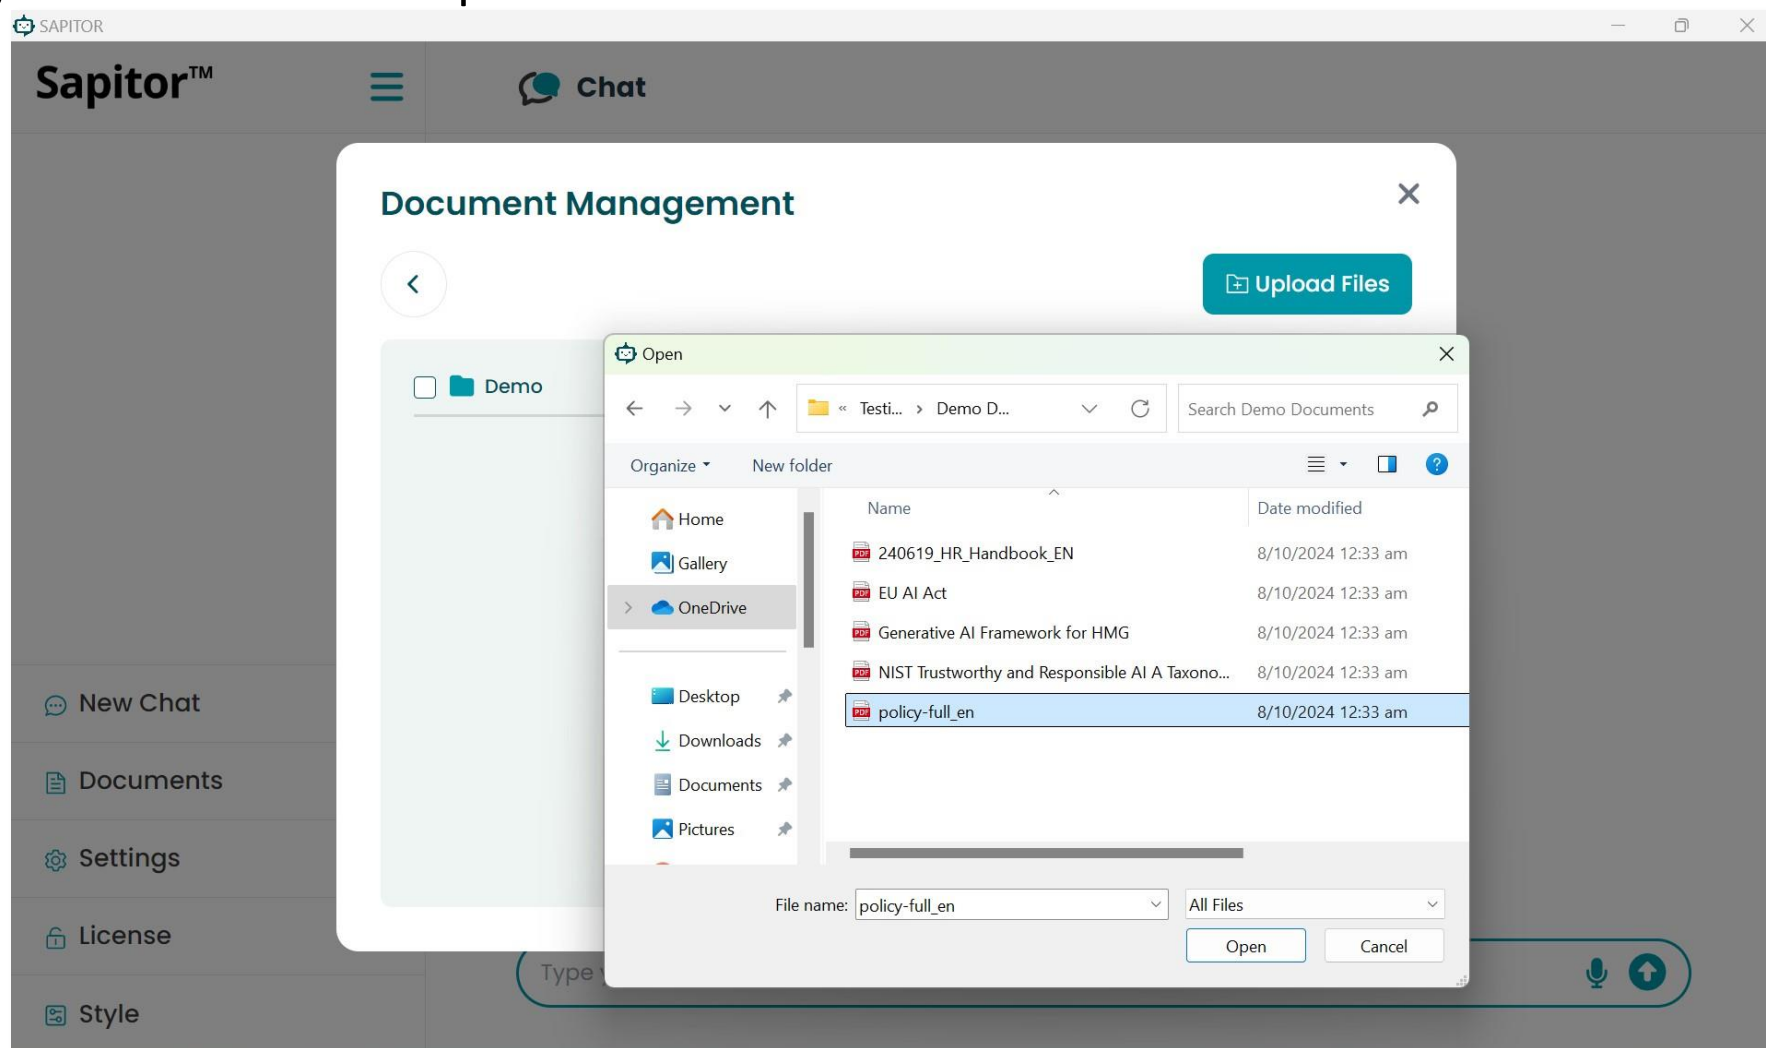 SAPITOR
Sapitor™
Chat
Document Management
Upload Files
Demo
Open
« Testi... › Demo D...
Search Demo Documents
Organize
New folder
Home
Gallery
OneDrive
Desktop
Downloads
Documents
Pictures
Name
Date modified
240619_HR_Handbook_EN 8/10/2024 12:33 am
EU AI Act 8/10/2024 12:33 am
Generative AI Framework for HMG 8/10/2024 12:33 am
NIST Trustworthy and Responsible AI A Taxono... 8/10/2024 12:33 am
policy-full_en 8/10/2024 12:33 am
File name: policy-full_en
All Files
Open
Cancel
New Chat
Documents
Settings
License
Style
Type